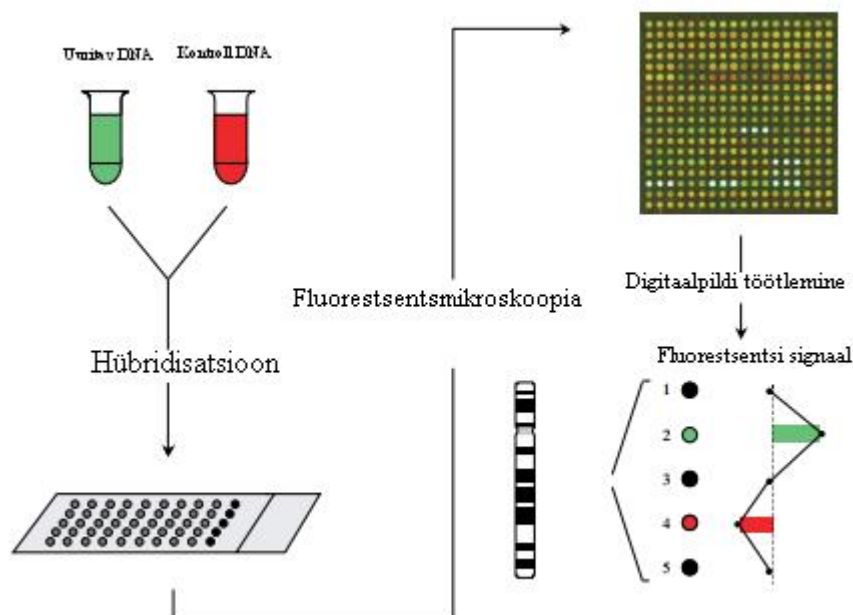 Uuritav DNA
Kontroll DNA
Hübridisatsioon
Fluorestsentsmikroskoopia
Digitaalpildi töötlemine
Fluorestsentsi signaal
1
2
3
4
5